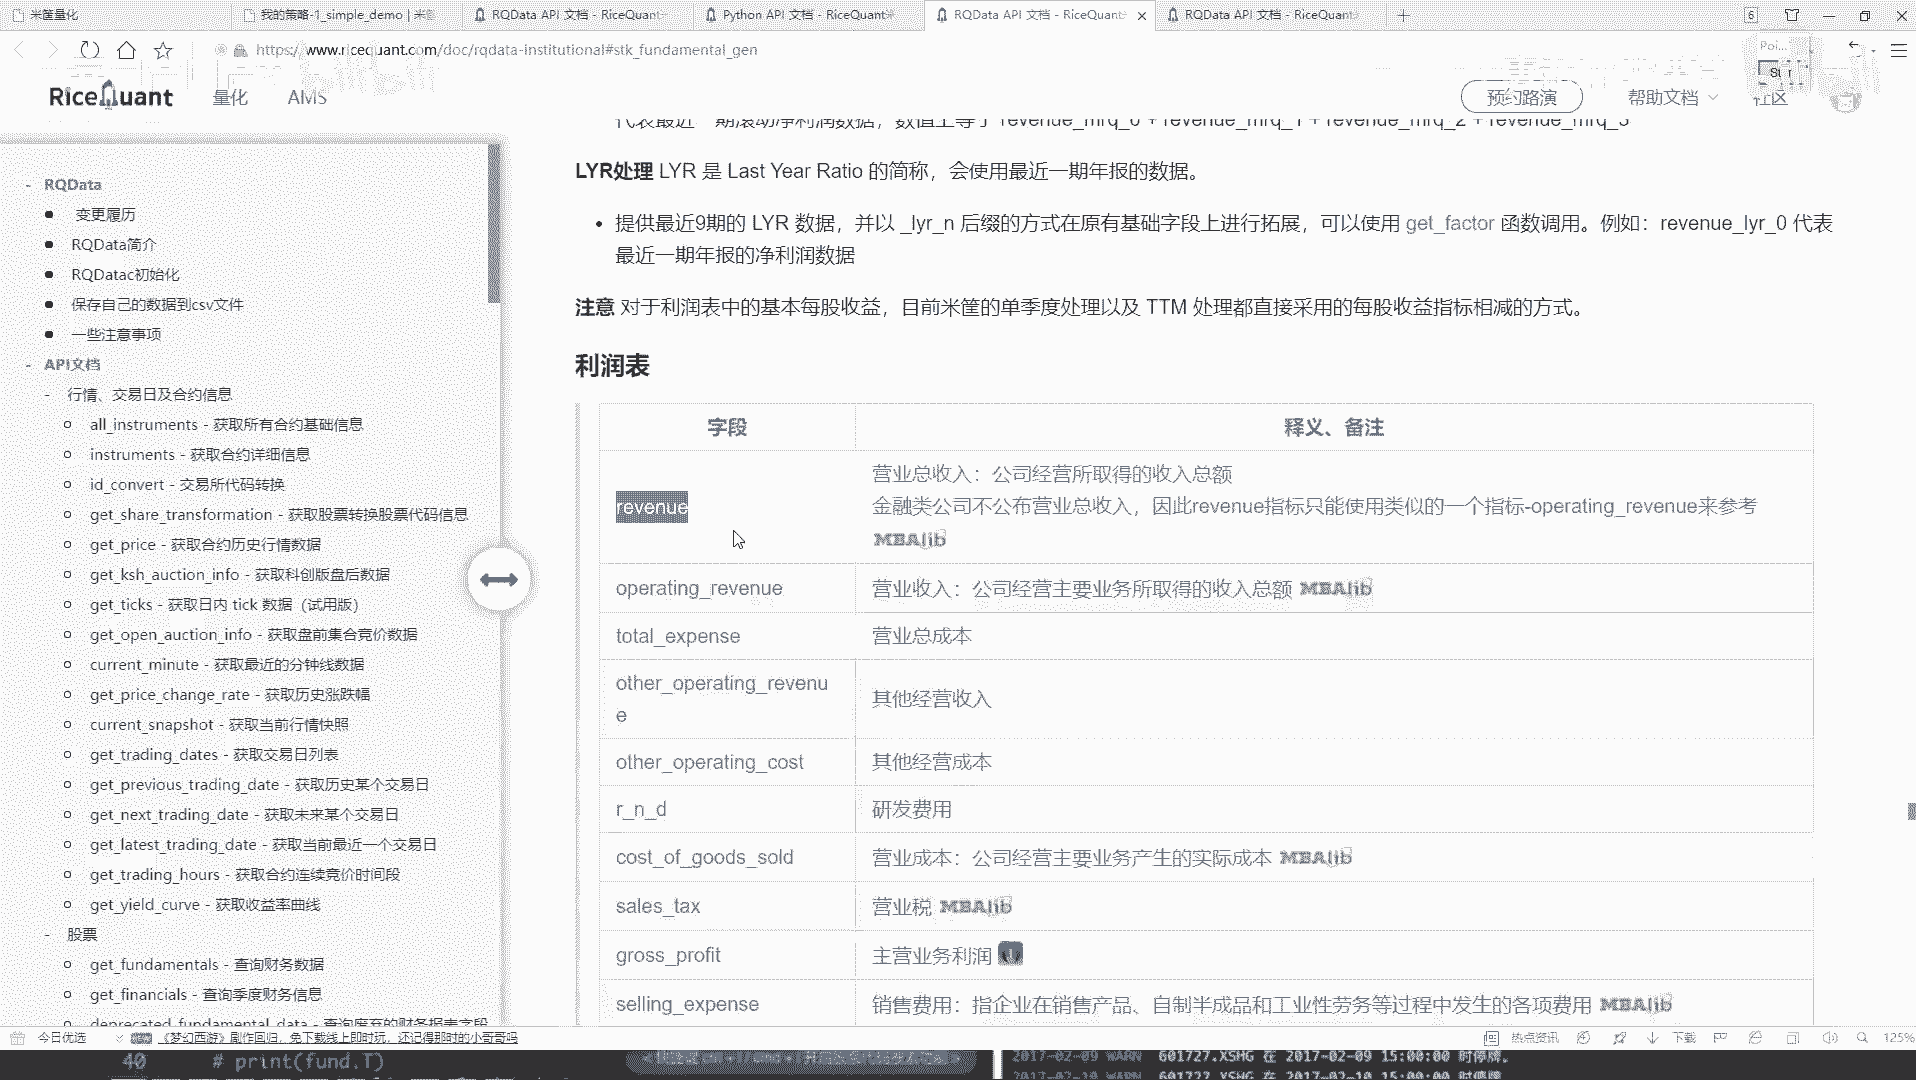 米筐量化
我的策略-1_simple_demo | 米筐
RQData API 文档 - RiceQuant
Python API 文档 - RiceQuant
RQData API 文档 - RiceQuant
RQData API 文档 - RiceQuant
6
https://www.ricequant.com/doc/rqdata-institutional#stk_fundamental_gen
RiceQuant
量化
AMS
预约路演
帮助文档
社区
- RQData
变更履历
RQData简介
RQDatac初始化
保存自己的数据到csv文件
一些注意事项
- API文档
- 行情、交易日及合约信息
all_instruments - 获取所有合约基础信息
instruments - 获取合约详细信息
id_convert - 交易所代码转换
get_share_transformation - 获取股票转换股票代码信息
get_price - 获取合约历史行情数据
get_ksh_auction_info - 获取科创版盘后数据
get_ticks - 获取日内 tick 数据（试用版）
get_open_auction_info - 获取盘前集合竞价数据
current_minute - 获取最近的分钟线数据
get_price_change_rate - 获取历史涨跌幅
current_snapshot - 获取当前行情快照
get_trading_dates - 获取交易日列表
get_previous_trading_date - 获取历史某个交易日
get_next_trading_date - 获取未来某个交易日
get_latest_trading_date - 获取当前最近一个交易日
get_trading_hours - 获取合约连续竞价时间段
get_yield_curve - 获取收益率曲线
- 股票
get_fundamentals - 查询财务数据
get_financials - 查询季度财务信息
deprecated_fundamental_data - 查询废弃的财务报表字段
代表最近一期滚动净利润数据，数值上等于 revenue_mrq_0 + revenue_mrq_1 + revenue_mrq_2 + revenue_mrq_3
LYR处理 LYR 是 Last Year Ratio 的简称，会使用最近一期年报的数据。
• 提供最近9期的 LYR 数据，并以 _lyr_n 后缀的方式在原有基础字段上进行拓展，可以使用 get_factor 函数调用。例如：revenue_lyr_0 代表
最近一期年报的净利润数据
注意 对于利润表中的基本每股收益，目前米筐的单季度处理以及 TTM 处理都直接采用的每股收益指标相减的方式。
利润表
字段
释义、备注
revenue
营业总收入：公司经营所取得的收入总额
金融类公司不公布营业总收入，因此revenue指标只能使用类似的一个指标-operating_revenue来参考
MBAlib
operating_revenue
营业收入：公司经营主要业务所取得的收入总额 MBAlib
total_expense
营业总成本
other_operating_revenu
e
其他经营收入
other_operating_cost
其他经营成本
r_n_d
研发费用
cost_of_goods_sold
营业成本：公司经营主要业务产生的实际成本 MBAlib
sales_tax
营业税 MBAlib
gross_profit
主营业务利润
selling_expense
销售费用：指企业在销售产品、自制半成品和工业性劳务等过程中发生的各项费用 MBAlib
今日优选
《梦幻西游》剧作回归，免下载线上即时玩，还记得那时的小哥哥吗
热点资讯
下载
125%
40 # print(fund.T)
2017-02-09 WARN 601727.XSHG 在 2017-02-09 15:00:00 时停牌。
2017-02-10 WARN 601727.XSHG 在 2017-02-10 15:00:00 时停牌。